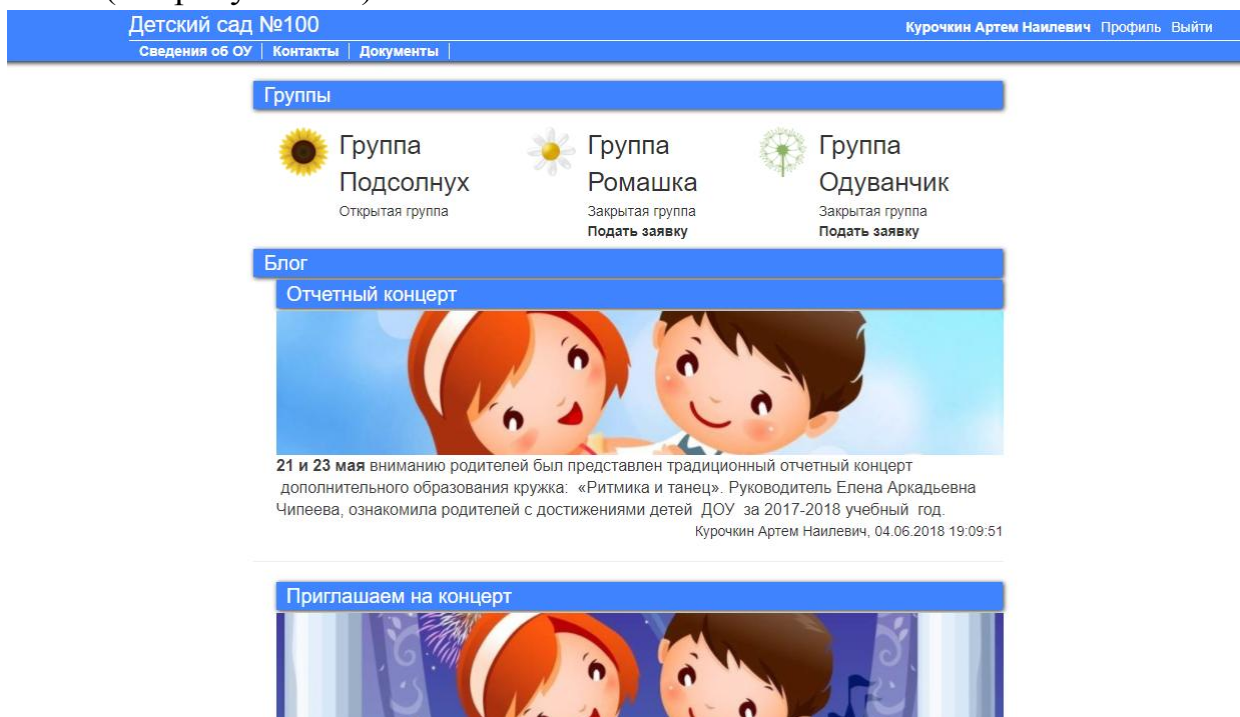 Детский сад №100
Курочкин Артем Наилевич Профиль Выйти
Сведения об ОУ | Контакты | Документы |
Группы
Группа
Подсолнух
Открытая группа
Группа
Ромашка
Закрытая группа
Подать заявку
Группа
Одуванчик
Закрытая группа
Подать заявку
Блог
Отчетный концерт
21 и 23 мая вниманию родителей был представлен традиционный отчетный концерт
дополнительного образования кружка: «Ритмика и танец». Руководитель Елена Аркадьевна
Чипеева, ознакомила родителей с достижениями детей ДОУ за 2017-2018 учебный год.
Курочкин Артем Наилевич, 04.06.2018 19:09:51
Приглашаем на концерт